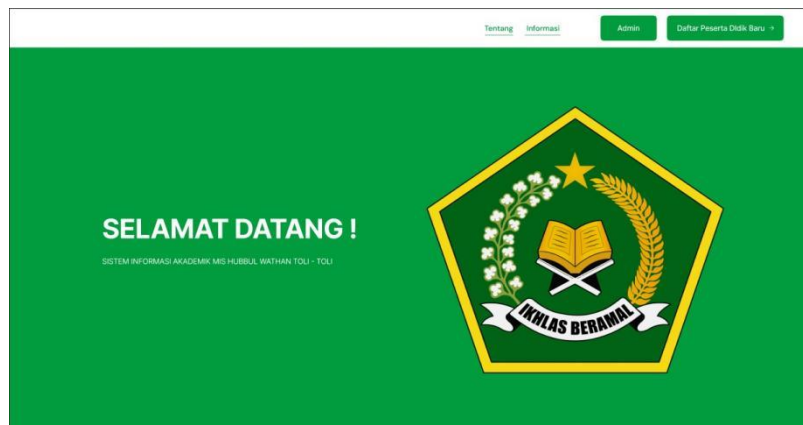 Tentang Informasi Admin Daftar Peserta Didik Baru →
SELAMAT DATANG !
SISTEM INFORMASI AKADEMIK MIS HUBBUL WATHAN TOLI - TOLI
IKHLAS BERAMAL